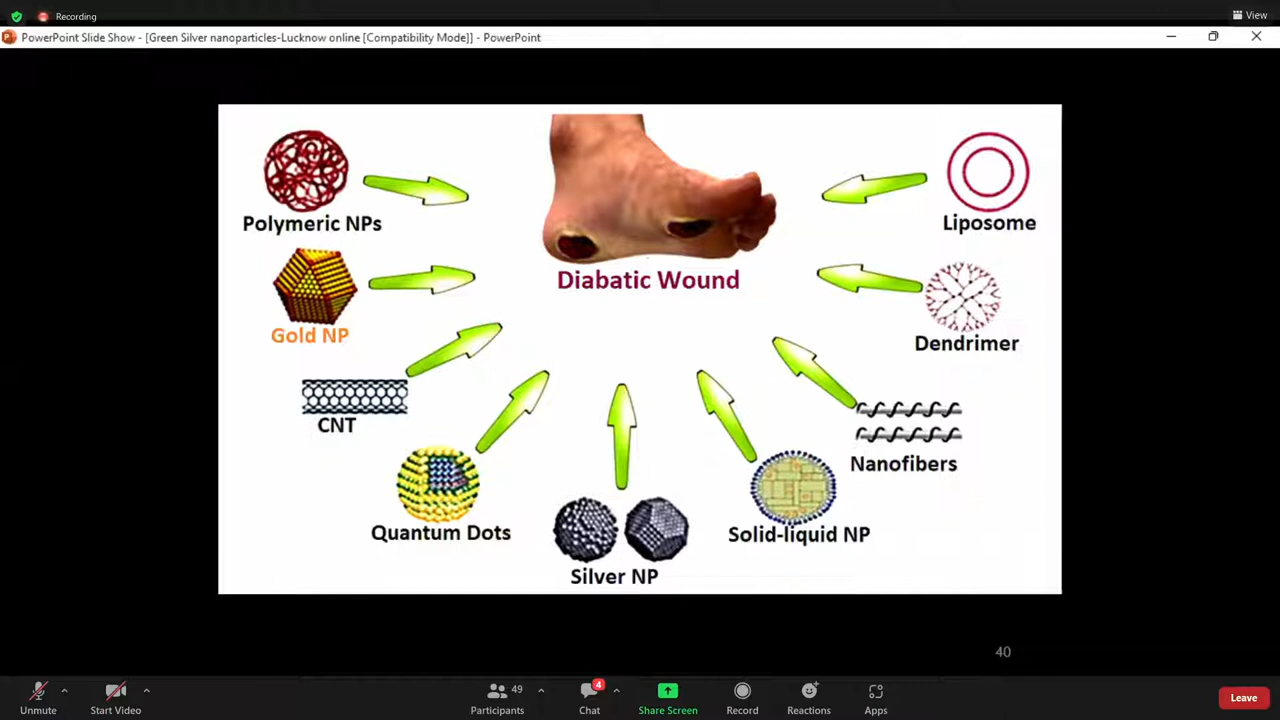 Recording
View
PowerPoint Slide Show - [Green Silver nanoparticles-Lucknow online [Compatibility Mode]] - PowerPoint
Polymeric NPs
Liposome
Diabatic Wound
Gold NP
Dendrimer
CNT
Nanofibers
Quantum Dots
Solid-liquid NP
Silver NP
40
49
4
Unmute
Start Video
Participants
Chat
Share Screen
Record
Reactions
Apps
Leave